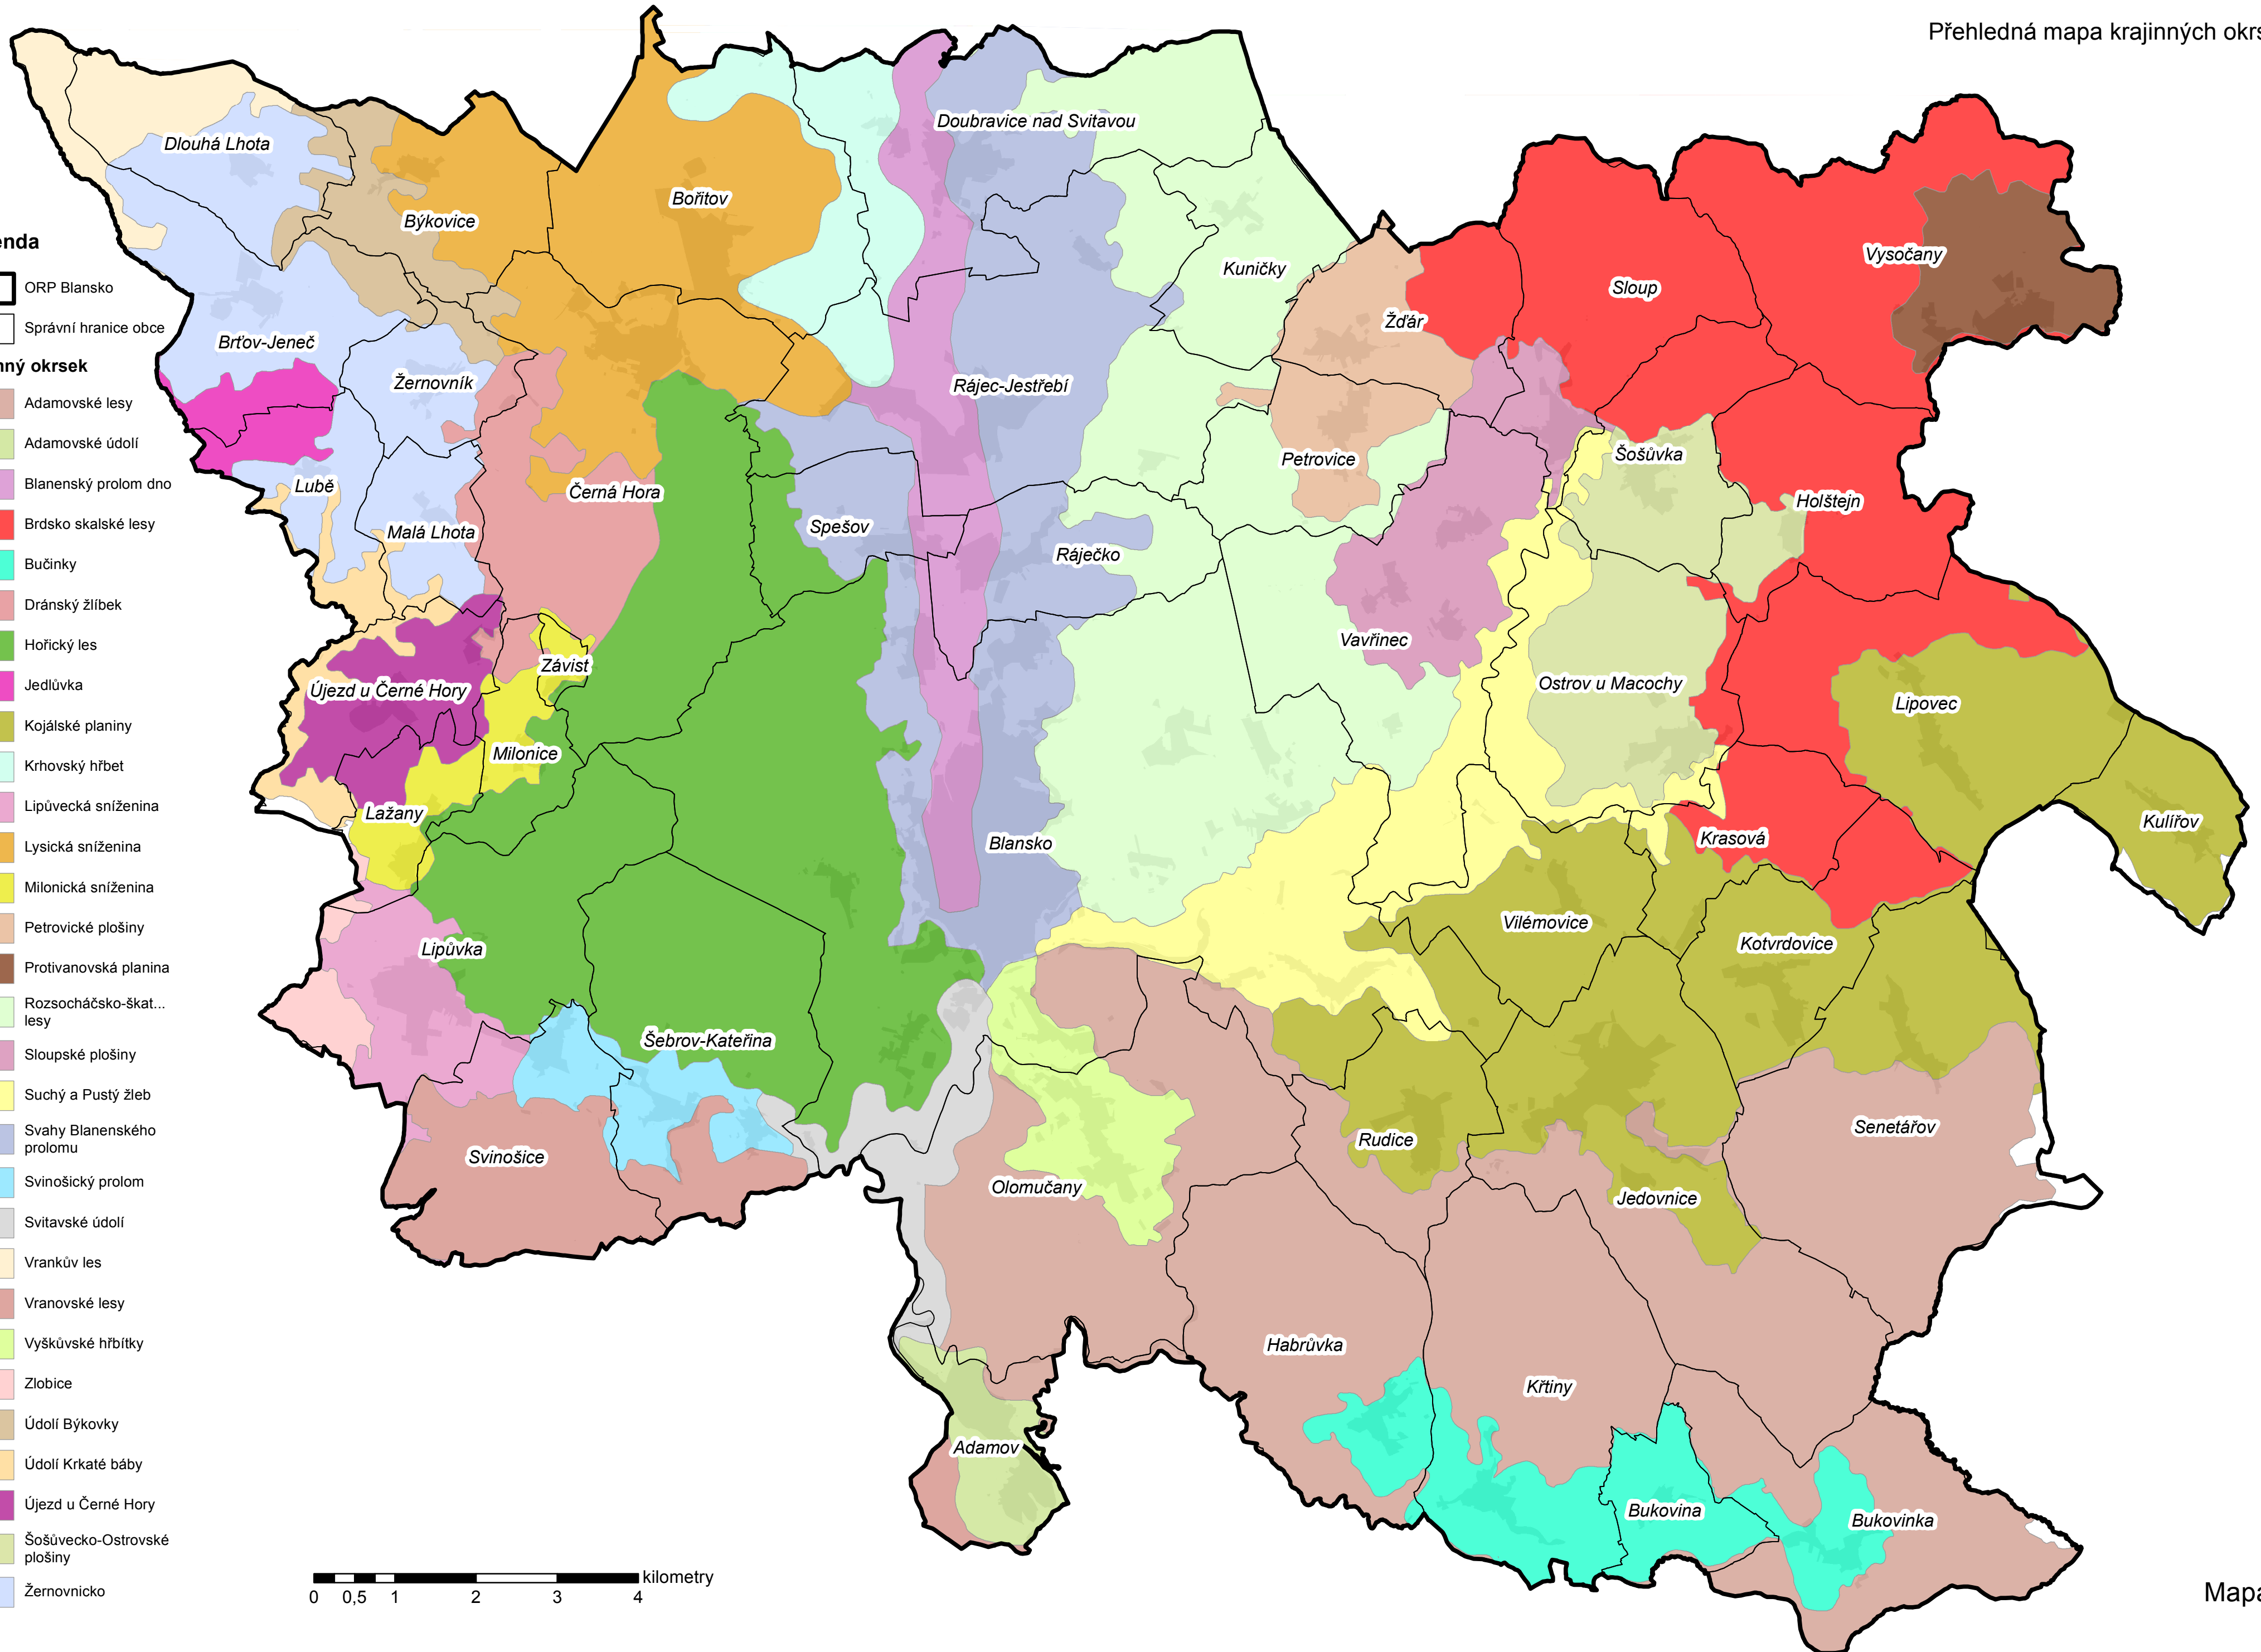 Přehledná mapa krajinných okrs
enda
ORP Blansko
Správní hranice obce
nný okrsek
Adamovské lesy
Adamovské údolí
Blanenský prolom dno
Brdsko skalské lesy
Bučinky
Dránský žlíbek
Hořický les
Jedlůvka
Kojálské planiny
Krhovský hřbet
Lipůvecká sníženina
Lysická sníženina
Milonická sníženina
Petrovické plošiny
Protivanovská planina
Rozsocháčsko-škat...
lesy
Sloupské plošiny
Suchý a Pustý žleb
Svahy Blanenského
prolomu
Svinošický prolom
Svitavské údolí
Vrankův les
Vranovské lesy
Vyškůvské hřbítky
Zlobice
Údolí Býkovky
Údolí Krkaté báby
Újezd u Černé Hory
Šošůvecko-Ostrovské
plošiny
Žernovnicko
Dlouhá Lhota
Býkovice
Bořitov
Doubravice nad Svitavou
Kuničky
Žďár
Sloup
Vysočany
Brťov-Jeneč
Žernovník
Rájec-Jestřebí
Lubě
Malá Lhota
Černá Hora
Spešov
Ráječko
Petrovice
Šošůvka
Holštejn
Újezd u Černé Hory
Závist
Milonice
Lažany
Vavřinec
Ostrov u Macochy
Lipovec
Kulířov
Blansko
Krasová
Lipůvka
Vilémovice
Kotvrdovice
Šebrov-Kateřina
Svinošice
Olomučany
Rudice
Jedovnice
Senetářov
Habrůvka
Křtiny
Adamov
Bukovina
Bukovinka
kilometry
0 0,5 1 2 3 4
Mapa